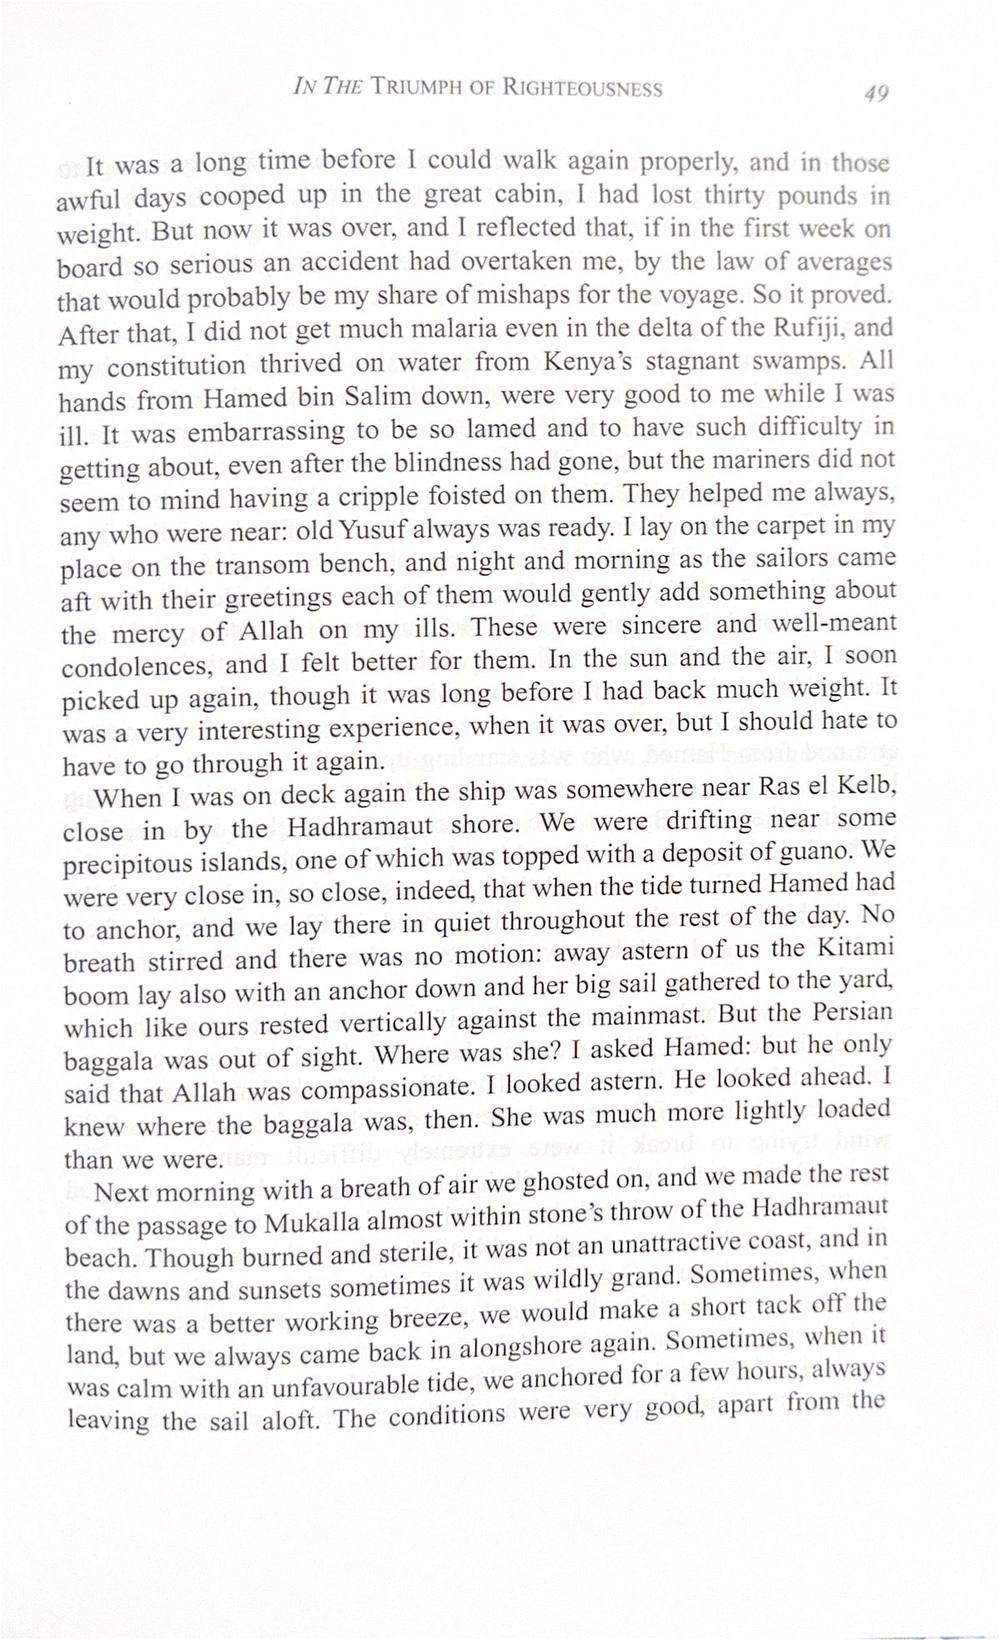 IN THE TRIUMPH OF RIGHTEOUSNESS 49
It was a long time before I could walk again properly, and in those
awful days cooped up in the great cabin, I had lost thirty pounds in
weight. But now it was over, and I reflected that, if in the first week on
board so serious an accident had overtaken me, by the law of averages
that would probably be my share of mishaps for the voyage. So it proved.
After that, I did not get much malaria even in the delta of the Rufiji, and
my constitution thrived on water from Kenya's stagnant swamps. All
hands from Hamed bin Salim down, were very good to me while I was
ill. It was embarrassing to be so lamed and to have such difficulty in
getting about, even after the blindness had gone, but the mariners did not
seem to mind having a cripple foisted on them. They helped me always,
any who were near: old Yusuf always was ready. I lay on the carpet in my
place on the transom bench, and night and morning as the sailors came
aft with their greetings each of them would gently add something about
the mercy of Allah on my ills. These were sincere and well-meant
condolences, and I felt better for them. In the sun and the air, I soon
picked up again, though it was long before I had back much weight. It
was a very interesting experience, when it was over, but I should hate to
have to go through it again.
When I was on deck again the ship was somewhere near Ras el Kelb,
close in by the Hadhramaut shore. We were drifting near some
precipitous islands, one of which was topped with a deposit of guano. We
were very close in, so close, indeed, that when the tide turned Hamed had
to anchor, and we lay there in quiet throughout the rest of the day. No
breath stirred and there was no motion: away astern of us the Kitami
boom lay also with an anchor down and her big sail gathered to the yard,
which like ours rested vertically against the mainmast. But the Persian
baggala was out of sight. Where was she? I asked Hamed: but he only
said that Allah was compassionate. I looked astern. He looked ahead. I
knew where the baggala was, then. She was much more lightly loaded
than we were.
Next morning with a breath of air we ghosted on, and we made the rest
of the passage to Mukalla almost within stone's throw of the Hadhramaut
beach. Though burned and sterile, it was not an unattractive coast, and in
the dawns and sunsets sometimes it was wildly grand. Sometimes, when
there was a better working breeze, we would make a short tack off the
land, but we always came back in alongshore again. Sometimes, when it
was calm with an unfavourable tide, we anchored for a few hours, always
leaving the sail aloft. The conditions were very good, apart from the